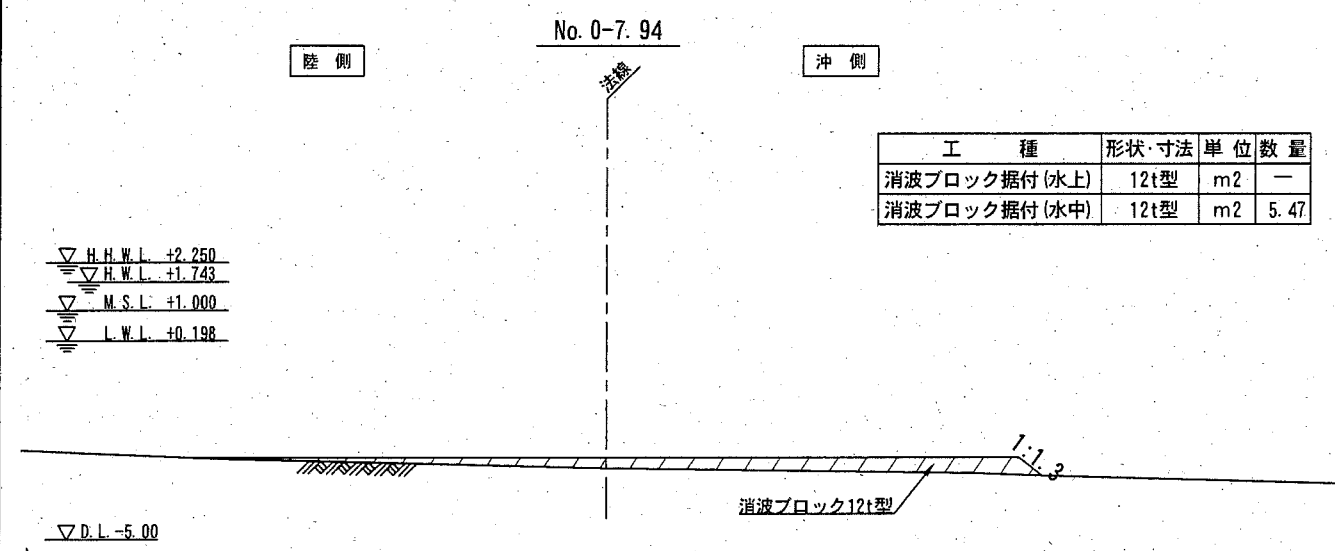 No. 0-7. 94
陸 側
沖 側
法線
工 種 形状·寸法 単 位 数 量
消波ブロック据付(水上) 12t型 m2 —
消波ブロック据付(水中) 12t型 m2 5. 47
H. H. W. L. +2. 250
H. W. L. +1. 743
M. S. L. +1. 000
L. W. L. +0. 198
1:1. 3
消波ブロック12t型
D. L. -5. 00